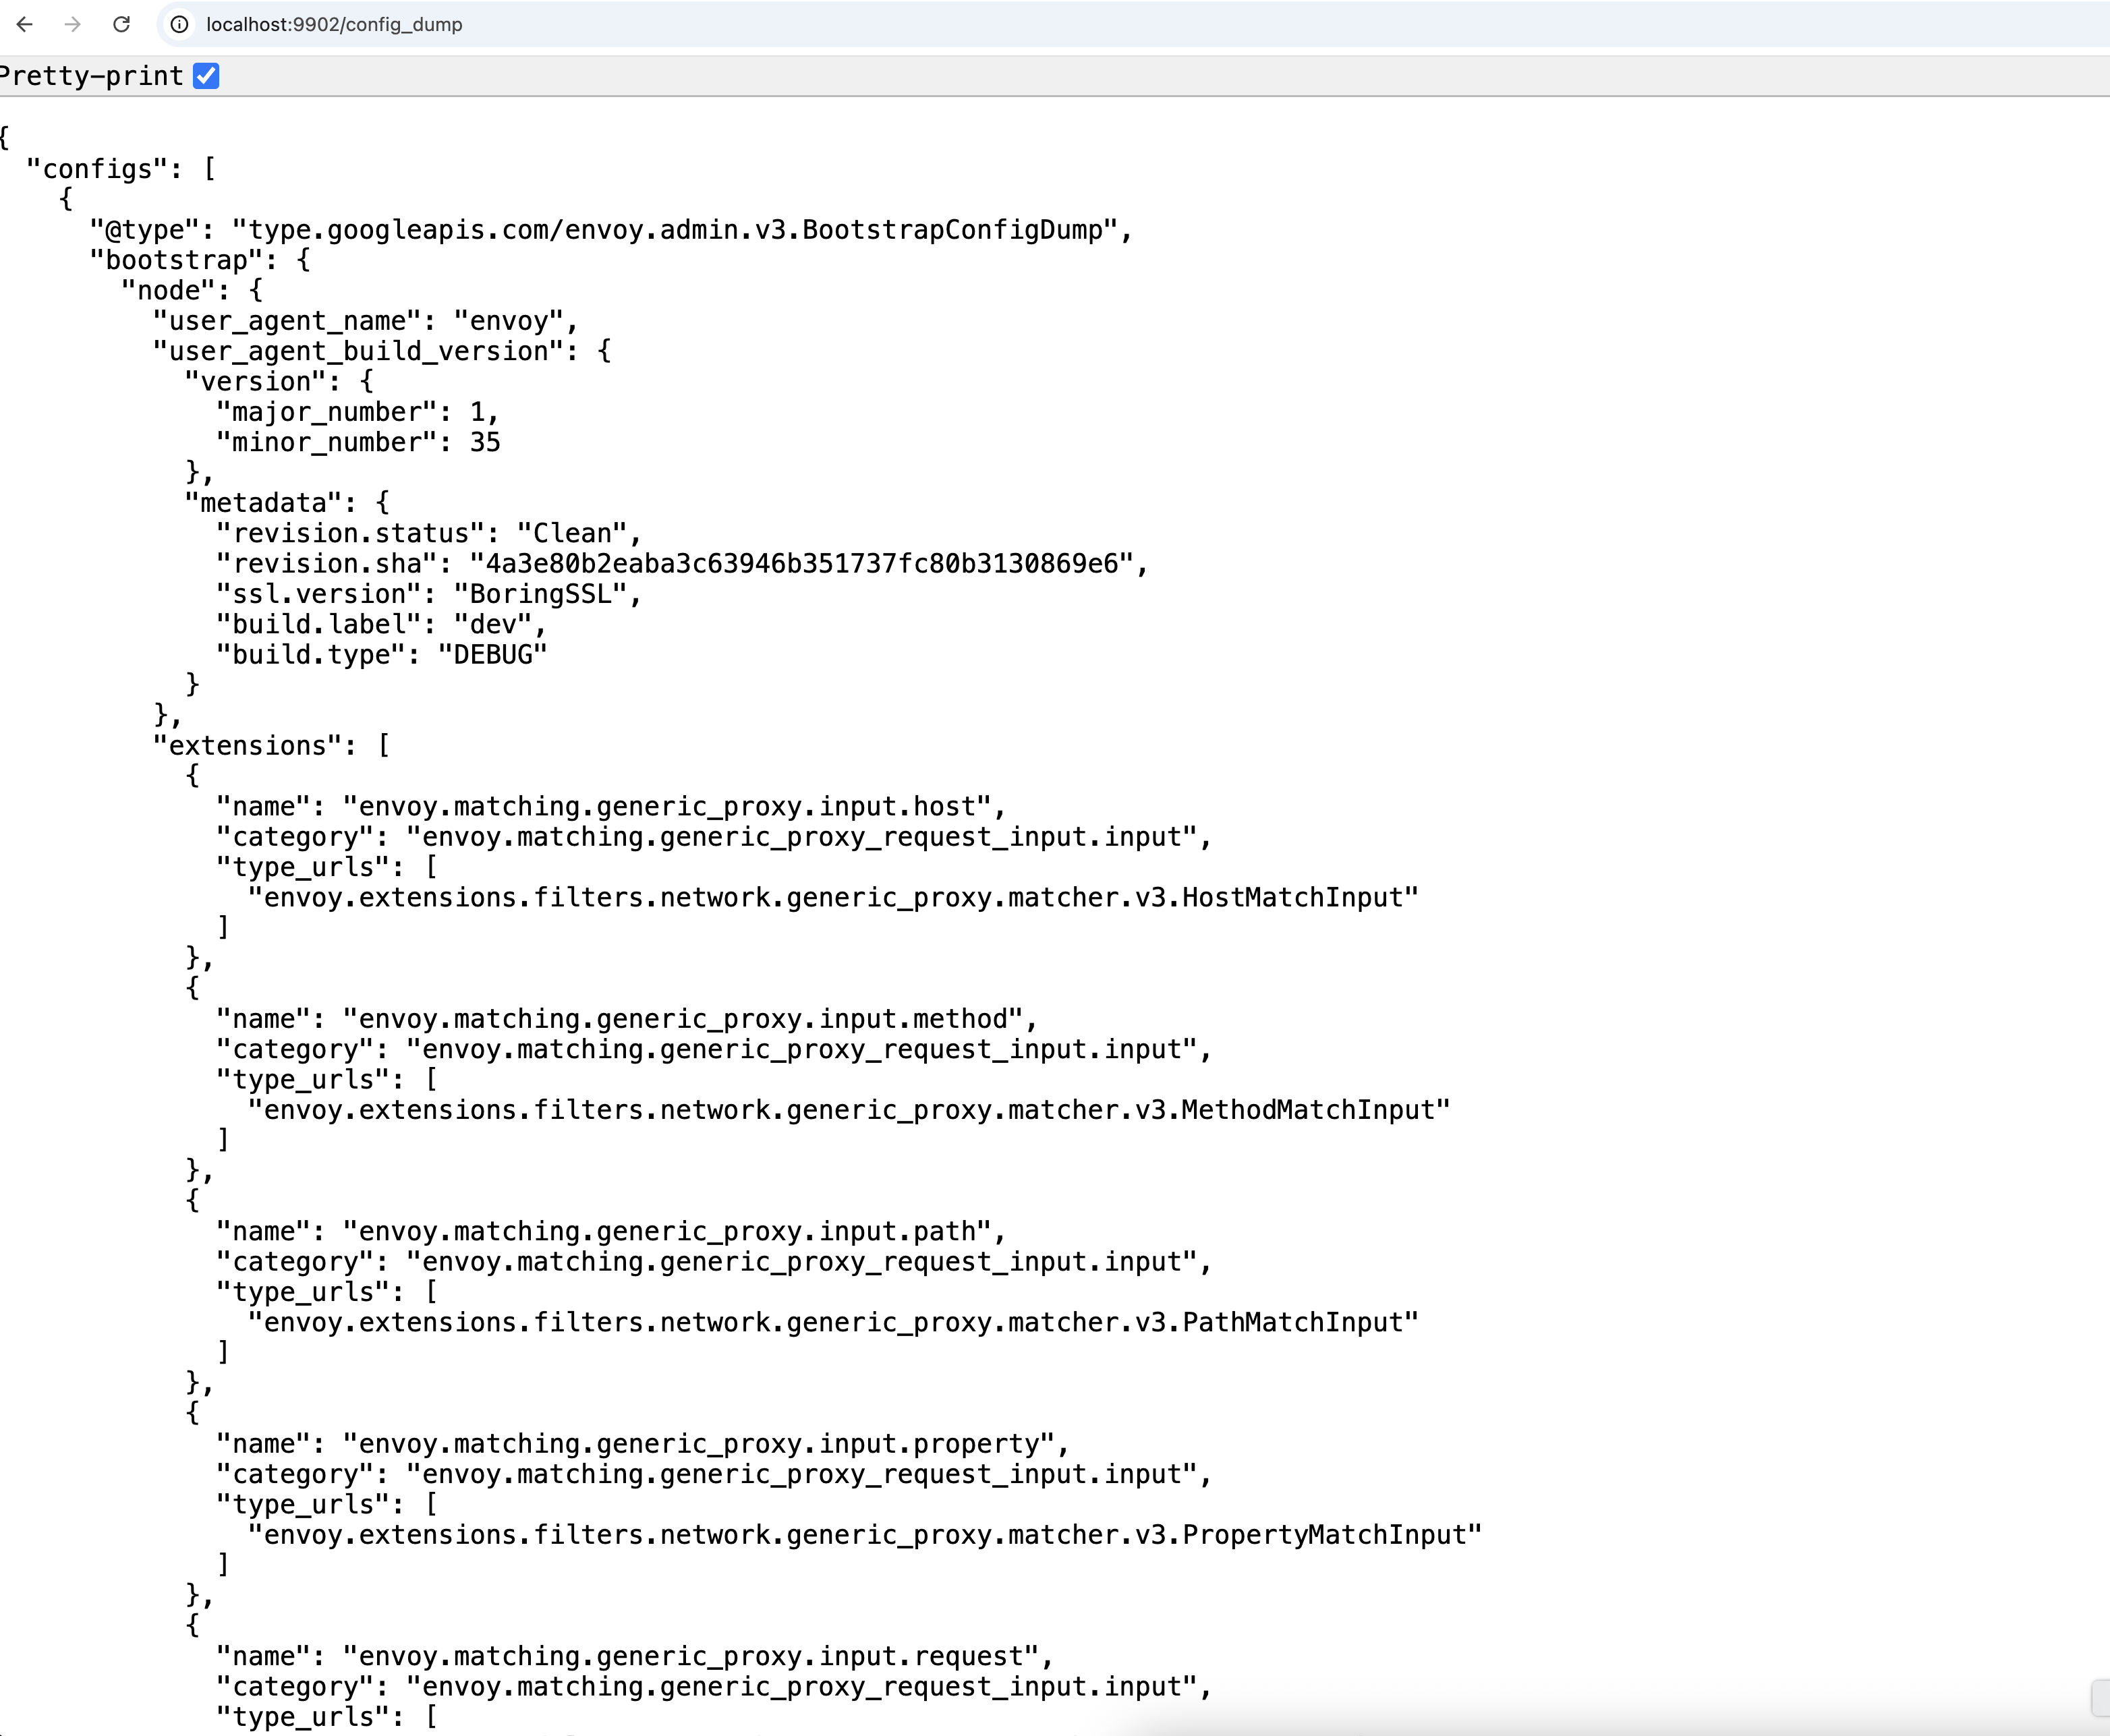 localhost:9902/config_dump
Pretty-print
{
  "configs": [
    {
      "@type": "type.googleapis.com/envoy.admin.v3.BootstrapConfigDump",
      "bootstrap": {
        "node": {
          "user_agent_name": "envoy",
          "user_agent_build_version": {
            "version": {
              "major_number": 1,
              "minor_number": 35
            },
            "metadata": {
              "revision.status": "Clean",
              "revision.sha": "4a3e80b2eaba3c63946b351737fc80b3130869e6",
              "ssl.version": "BoringSSL",
              "build.label": "dev",
              "build.type": "DEBUG"
            }
          },
          "extensions": [
            {
              "name": "envoy.matching.generic_proxy.input.host",
              "category": "envoy.matching.generic_proxy_request_input.input",
              "type_urls": [
                "envoy.extensions.filters.network.generic_proxy.matcher.v3.HostMatchInput"
              ]
            },
            {
              "name": "envoy.matching.generic_proxy.input.method",
              "category": "envoy.matching.generic_proxy_request_input.input",
              "type_urls": [
                "envoy.extensions.filters.network.generic_proxy.matcher.v3.MethodMatchInput"
              ]
            },
            {
              "name": "envoy.matching.generic_proxy.input.path",
              "category": "envoy.matching.generic_proxy_request_input.input",
              "type_urls": [
                "envoy.extensions.filters.network.generic_proxy.matcher.v3.PathMatchInput"
              ]
            },
            {
              "name": "envoy.matching.generic_proxy.input.property",
              "category": "envoy.matching.generic_proxy_request_input.input",
              "type_urls": [
                "envoy.extensions.filters.network.generic_proxy.matcher.v3.PropertyMatchInput"
              ]
            },
            {
              "name": "envoy.matching.generic_proxy.input.request",
              "category": "envoy.matching.generic_proxy_request_input.input",
              "type_urls": [